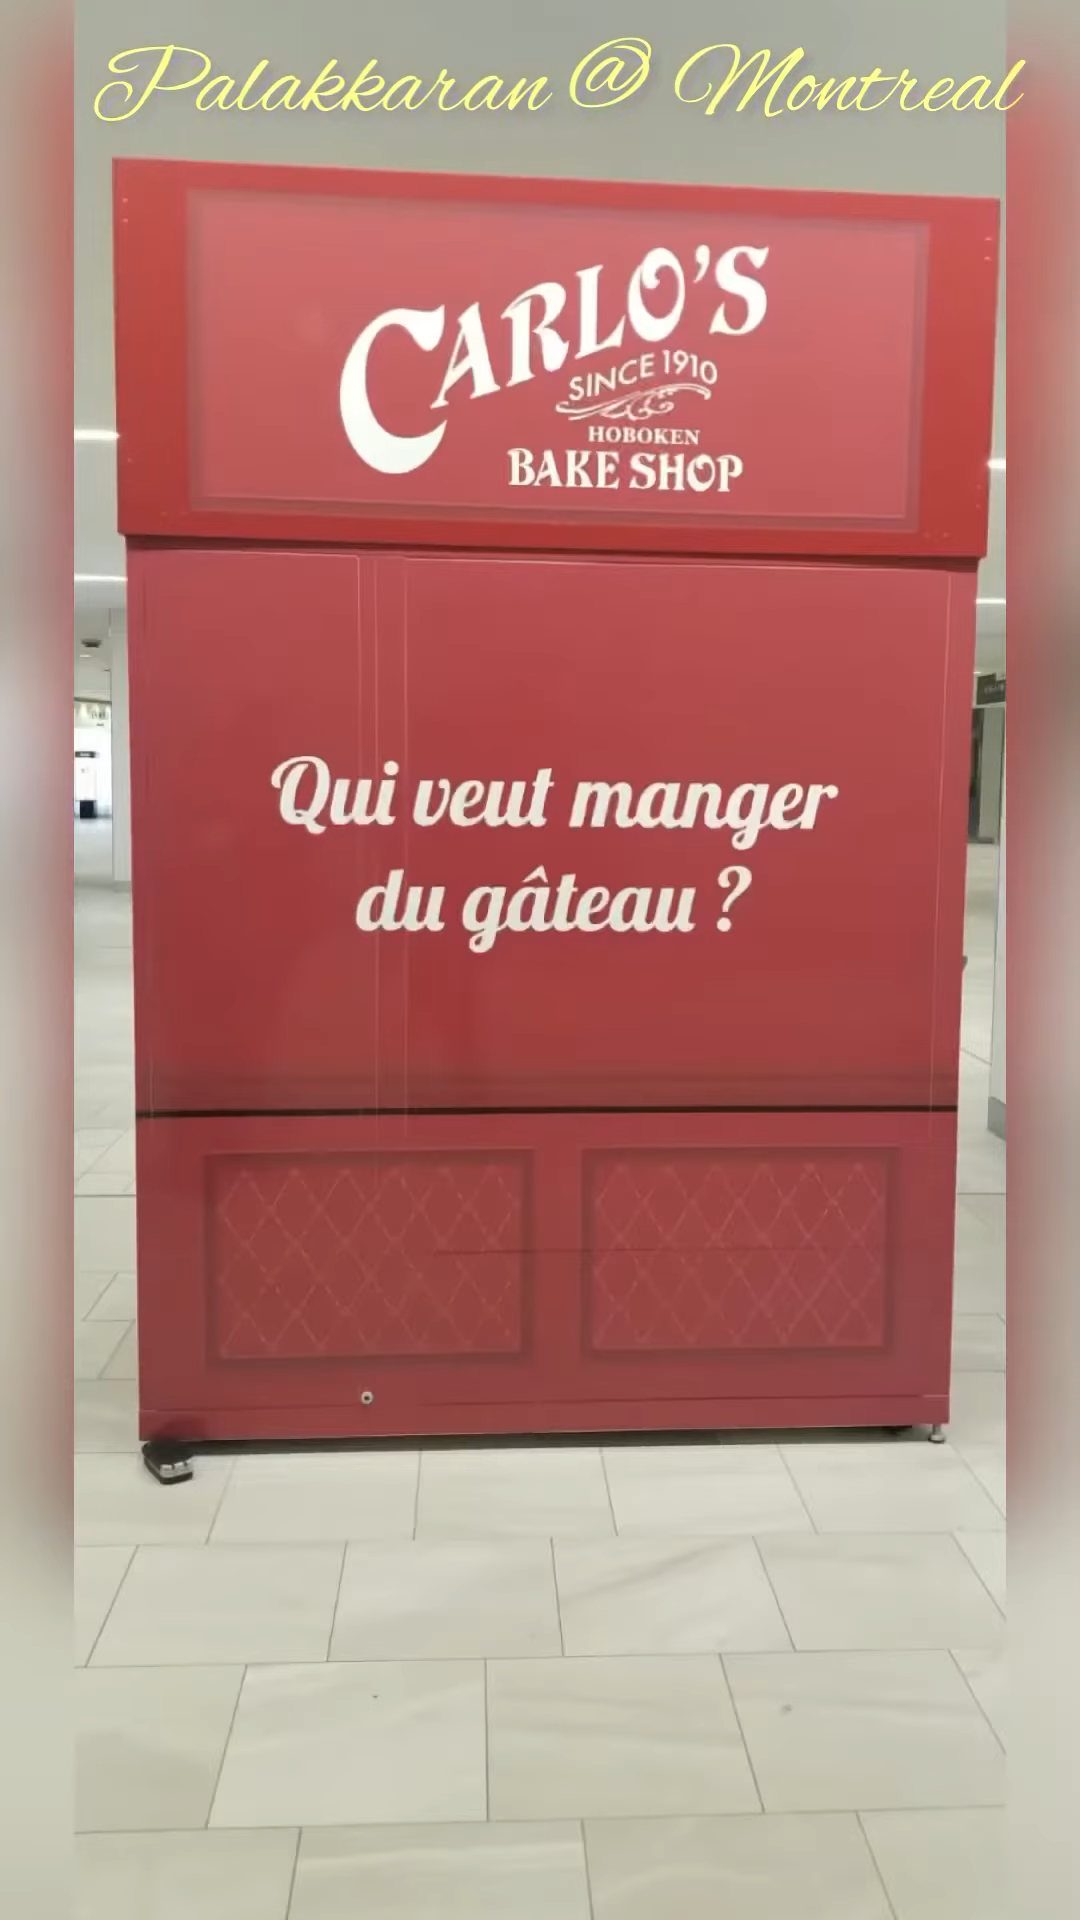 Palakkaran @ Montreal
CARLO'S
SINCE 1910
HOBOKEN
BAKE SHOP
Qui veut manger
du gâteau ?